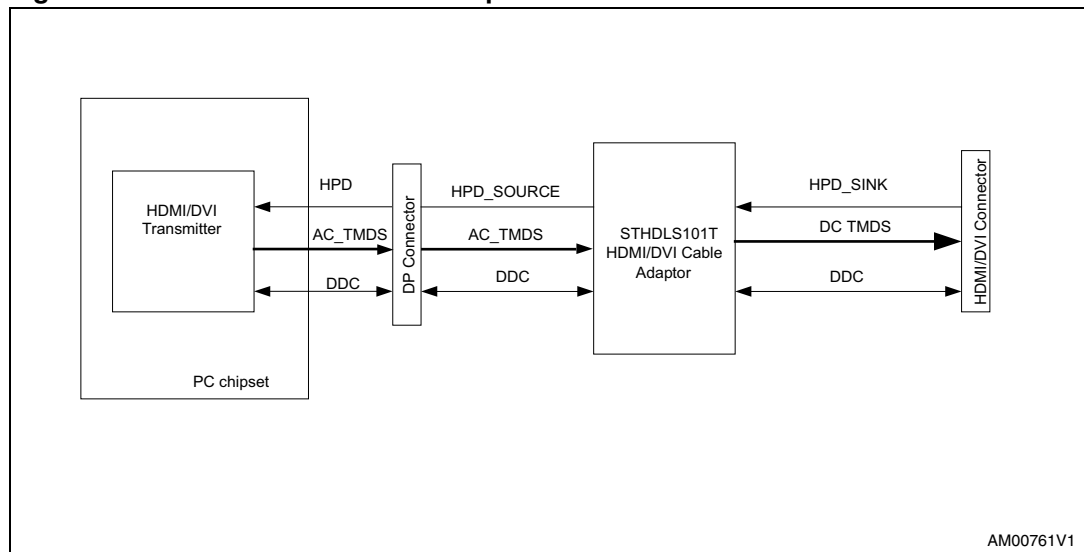 HDMI/DVI
Transmitter
PC chipset
HPD
AC_TMDS
DDC
DP Connector
HPD_SOURCE
AC_TMDS
DDC
STHDLS101T
HDMI/DVI Cable
Adaptor
HPD_SINK
DC TMDS
DDC
HDMI/DVI Connector
AM00761V1